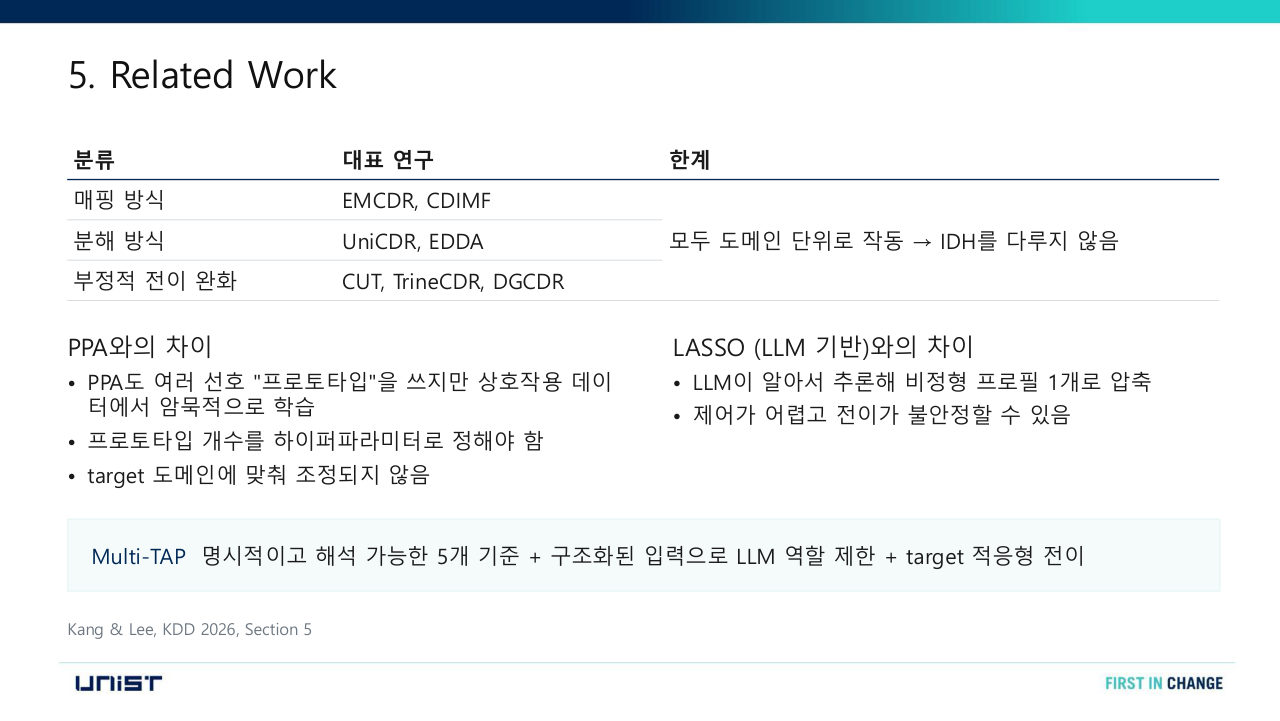 5. Related Work
분류 대표 연구 한계
매핑 방식 EMCDR, CDIMF
분해 방식 UniCDR, EDDA 모두 도메인 단위로 작동 → IDH를 다루지 않음
부정적 전이 완화 CUT, TrineCDR, DGCDR
PPA와의 차이
• PPA도 여러 선호 "프로토타입"을 쓰지만 상호작용 데이
터에서 암묵적으로 학습
• 프로토타입 개수를 하이퍼파라미터로 정해야 함
• target 도메인에 맞춰 조정되지 않음
LASSO (LLM 기반)와의 차이
• LLM이 알아서 추론해 비정형 프로필 1개로 압축
• 제어가 어렵고 전이가 불안정할 수 있음
Multi-TAP 명시적이고 해석 가능한 5개 기준 + 구조화된 입력으로 LLM 역할 제한 + target 적응형 전이
Kang & Lee, KDD 2026, Section 5
UNIST
FIRST IN CHANGE